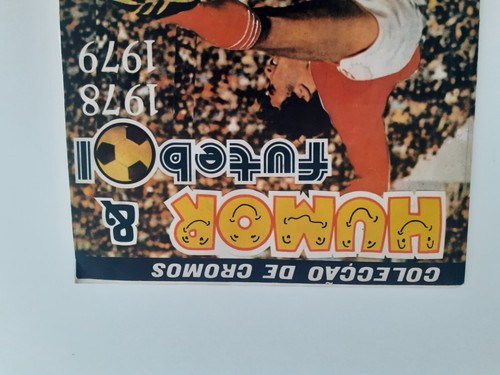 COLECÇÃO DE CROMOS
HUMOR &
futebol
1978
1979